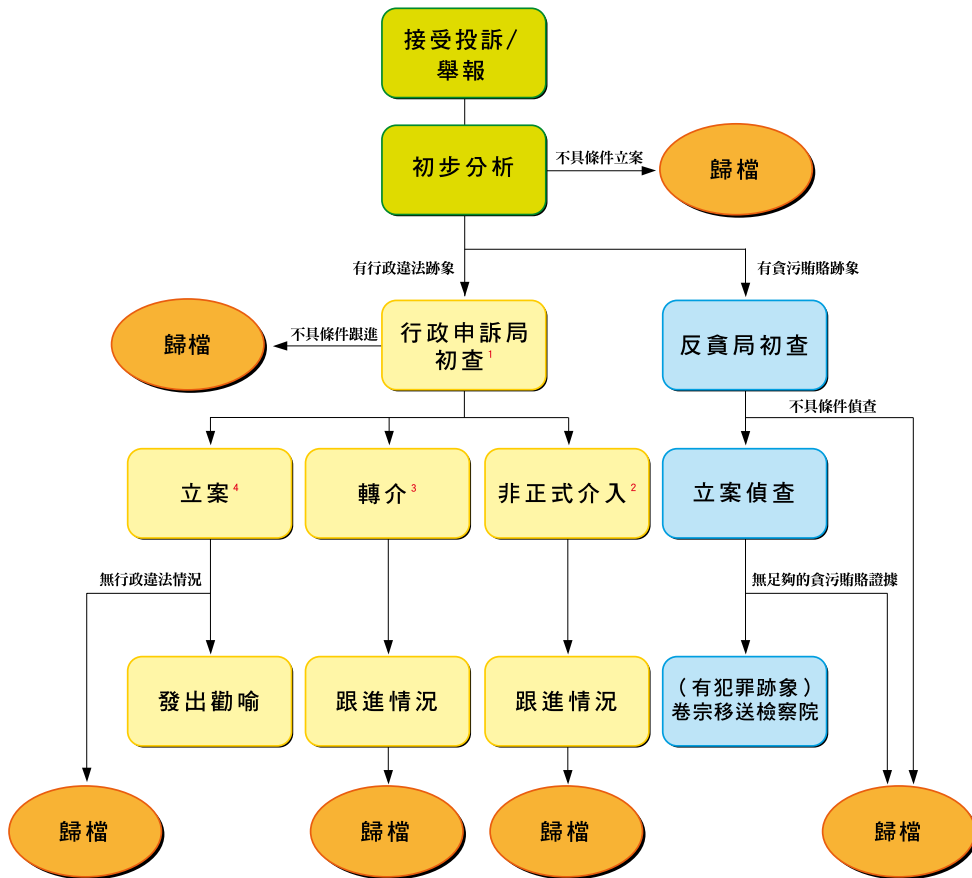 接受投訴/
舉報
初步分析
不具條件立案
歸檔
有行政違法跡象
有貪污賄賂跡象
歸檔
不具條件跟進
行政申訴局
初查1
反貪局初查
不具條件偵查
立案4
轉介3
非正式介入2
立案偵查
無行政違法情況
無足夠的貪污賄賂證據
發出勸喻
跟進情況
跟進情況
（有犯罪跡象）
卷宗移送檢察院
歸檔
歸檔
歸檔
歸檔